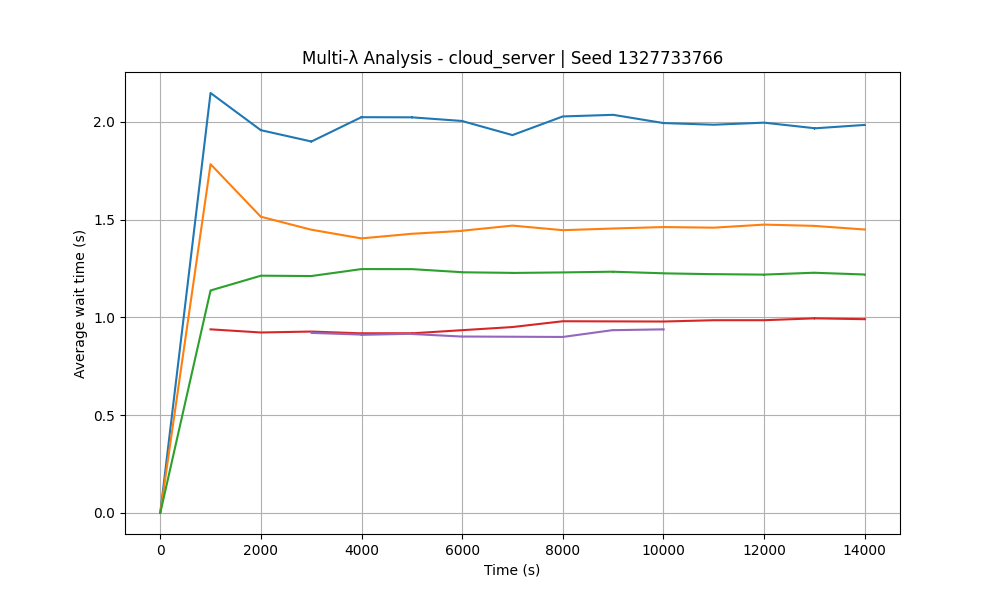 Multi-λ Analysis - cloud_server | Seed 1327733766
Average wait time (s)
2.0
1.5
1.0
0.5
0.0
0 2000 4000 6000 8000 10000 12000 14000
Time (s)